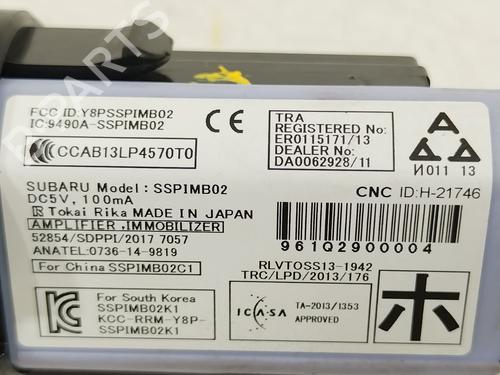 FCC ID:Y8PSSPIMB02
IC:9490A-SSPIMB02
CCAB13LP4570T0
SUBARU Model: SSPIMB02
DC5V, 100mA
R Tokai Rika MADE IN JAPAN
AMPLIFIER, IMMOBILIZER
52854/SDPPI/2017 7057
ANATEL:0736-14-9819
For China SSPIMB02C1
For South Korea
SSPIMB02K1
KCC-RRM-Y8P-
SSPIMB02K1
CE
TRA
REGISTERED No:
ER0115171/13
DEALER No:
DA0062928/11
И011 13
CNC ID:H-21746
961Q2900004
RLVTOSS13-1942
TRC/LPD/2013/176
ICASA
TA-2013/1353
APPROVED
ホ